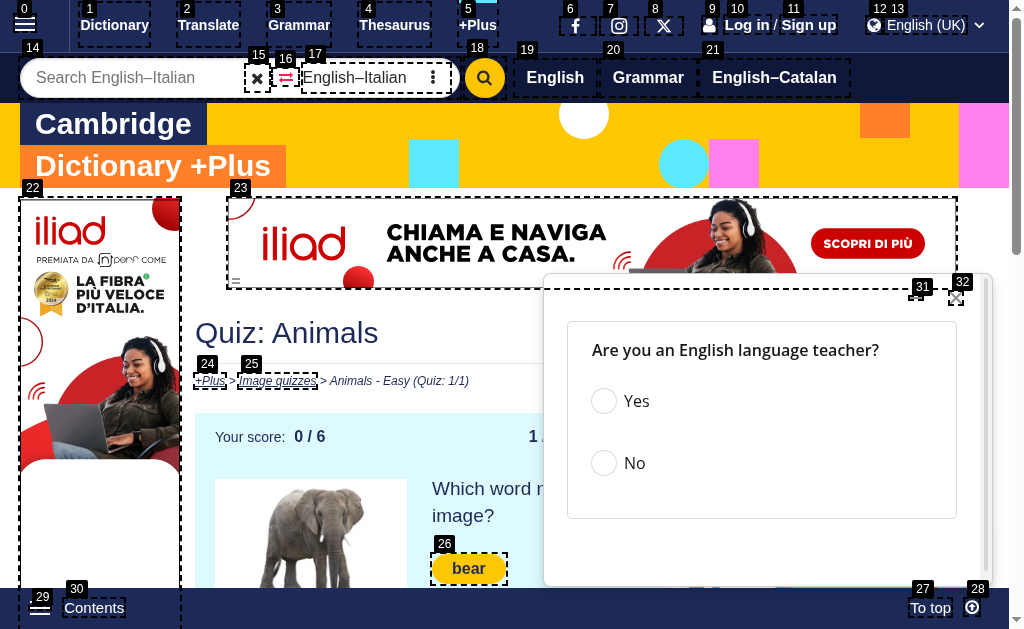 0 1 2 3 4 5 6 7 8 9 10 11 12 13
Dictionary Translate Grammar Thesaurus +Plus Log in / Sign up English (UK)
14 15 16 17 18 19 20 21
Search English–Italian English–Italian English Grammar English–Catalan
Cambridge
Dictionary +Plus
22 23
iliad
PREMIATA DA nperf .COME
LA FIBRA
PIÙ VELOCE
D'ITALIA.
iliad
CHIAMA E NAVIGA
ANCHE A CASA.
SCOPRI DI PIÙ
31 32
Quiz: Animals
24 25
+Plus > Image quizzes > Animals - Easy (Quiz: 1/1)
Your score: 0 / 6 1 /
Which word m
image?
26
bear
Are you an English language teacher?
Yes
No
29 30 27 28
Contents To top